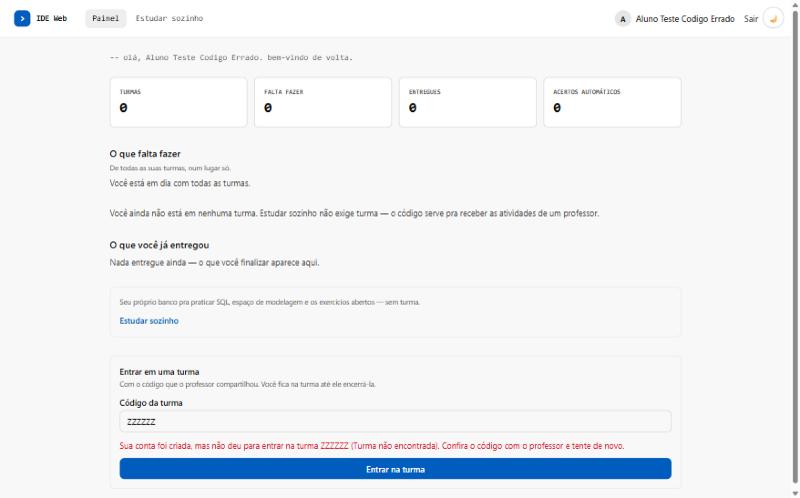 IDE Web
Painel
Estudar sozinho
A
Aluno Teste Codigo Errado
Sair
-- olá, Aluno Teste Codigo Errado. bem-vindo de volta.
TURMAS
0
FALTA FAZER
0
ENTREGUES
0
ACERTOS AUTOMÁTICOS
0
O que falta fazer
De todas as suas turmas, num lugar só.
Você está em dia com todas as turmas.
Você ainda não está em nenhuma turma. Estudar sozinho não exige turma — o código serve pra receber as atividades de um professor.
O que você já entregou
Nada entregue ainda — o que você finalizar aparece aqui.
Seu próprio banco pra praticar SQL, espaço de modelagem e os exercícios abertos — sem turma.
Estudar sozinho
Entrar em uma turma
Com o código que o professor compartilhou. Você fica na turma até ele encerrá-la.
Código da turma
ZZZZZZ
Sua conta foi criada, mas não deu para entrar na turma ZZZZZZ (Turma não encontrada). Confira o código com o professor e tente de novo.
Entrar na turma